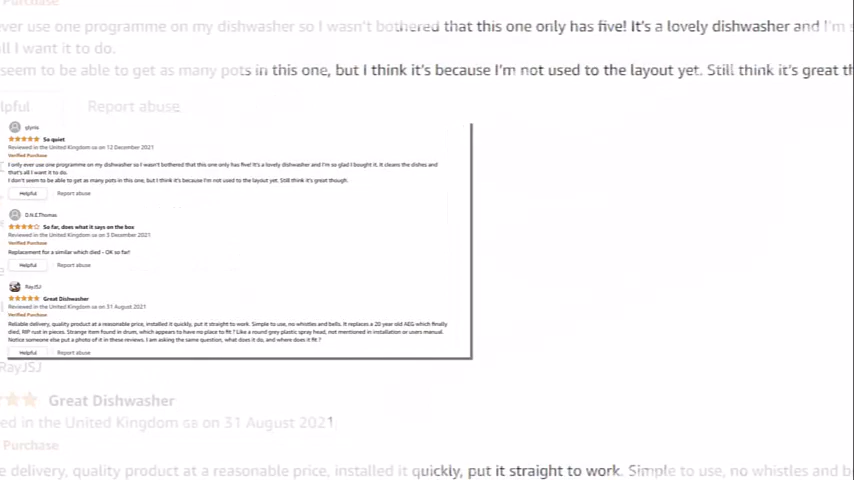 Purchase
ver use one programme on my dishwasher so I wasn't bothered that this one only has five! It's a lovely dishwasher and I'm s
all I want it to do.
seem to be able to get as many pots in this one, but I think it's because I'm not used to the layout yet. Still think it's great th
lpful Report abuse
glynis
So quiet
Reviewed in the United Kingdom on 12 December 2021
Verified Purchase
I only ever use one programme on my dishwasher so I wasn't bothered that this one only has five! It's a lovely dishwasher and I'm so glad I bought it. It cleans the dishes and
that's all I want it to do.
I don't seem to be able to get as many pots in this one, but I think it's because I'm not used to the layout yet. Still think it's great though.
Helpful Report abuse
D.N.E.Thomas
So far, does what it says on the box
Reviewed in the United Kingdom on 3 December 2021
Verified Purchase
Replacement for a similar which died - OK so far!
Helpful Report abuse
RayJSJ
Great Dishwasher
Reviewed in the United Kingdom on 31 August 2021
Verified Purchase
Reliable delivery, quality product at a reasonable price, installed it quickly, put it straight to work. Simple to use, no whistles and bells. It replaces a 20 year old AEG which finally
died, RIP rust in pieces. Strange item found in drum, which appears to have no place to fit ? Like a round grey plastic spray head, not mentioned in installation or users manual.
Notice someone else put a photo of it in these reviews. I am asking the same question, what does it do, and where does it fit ?
Helpful Report abuse
RayJSJ
Great Dishwasher
ed in the United Kingdom on 31 August 2021
Purchase
e delivery, quality product at a reasonable price, installed it quickly, put it straight to work. Simple to use, no whistles and b